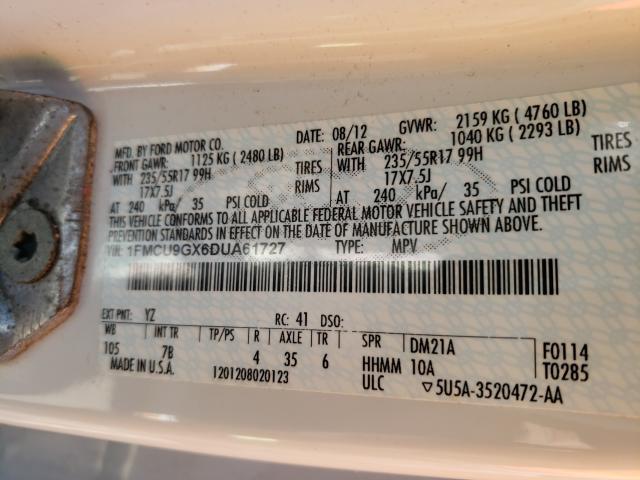 MFD. BY FORD MOTOR CO.
DATE: 08/12 GVWR: 2159 KG ( 4760 LB)
FRONT GAWR: 1125 KG ( 2480 LB) REAR GAWR: 1040 KG ( 2293 LB)
WITH 235/55R17 99H TIRES WITH 235/55R17 99H TIRES
17X7.5J RIMS 17X7.5J RIMS
AT 240 kPa/ 35 PSI COLD AT 240 kPa/ 35 PSI COLD
THIS VEHICLE CONFORMS TO ALL APPLICABLE FEDERAL MOTOR VEHICLE SAFETY AND THEFT
PREVENTION STANDARDS IN EFFECT ON THE DATE OF MANUFACTURE SHOWN ABOVE.
VIN: 1FMCU9GX6DUA61727 TYPE: MPV
EXT PNT: YZ RC: 41 DSO:
WB INT TR TP/PS R AXLE TR SPR DM21A F0114
105 7B 4 35 6 HHMM 10A T0285
MADE IN U.S.A. 1201208020123 ULC ▽5U5A-3520472-AA